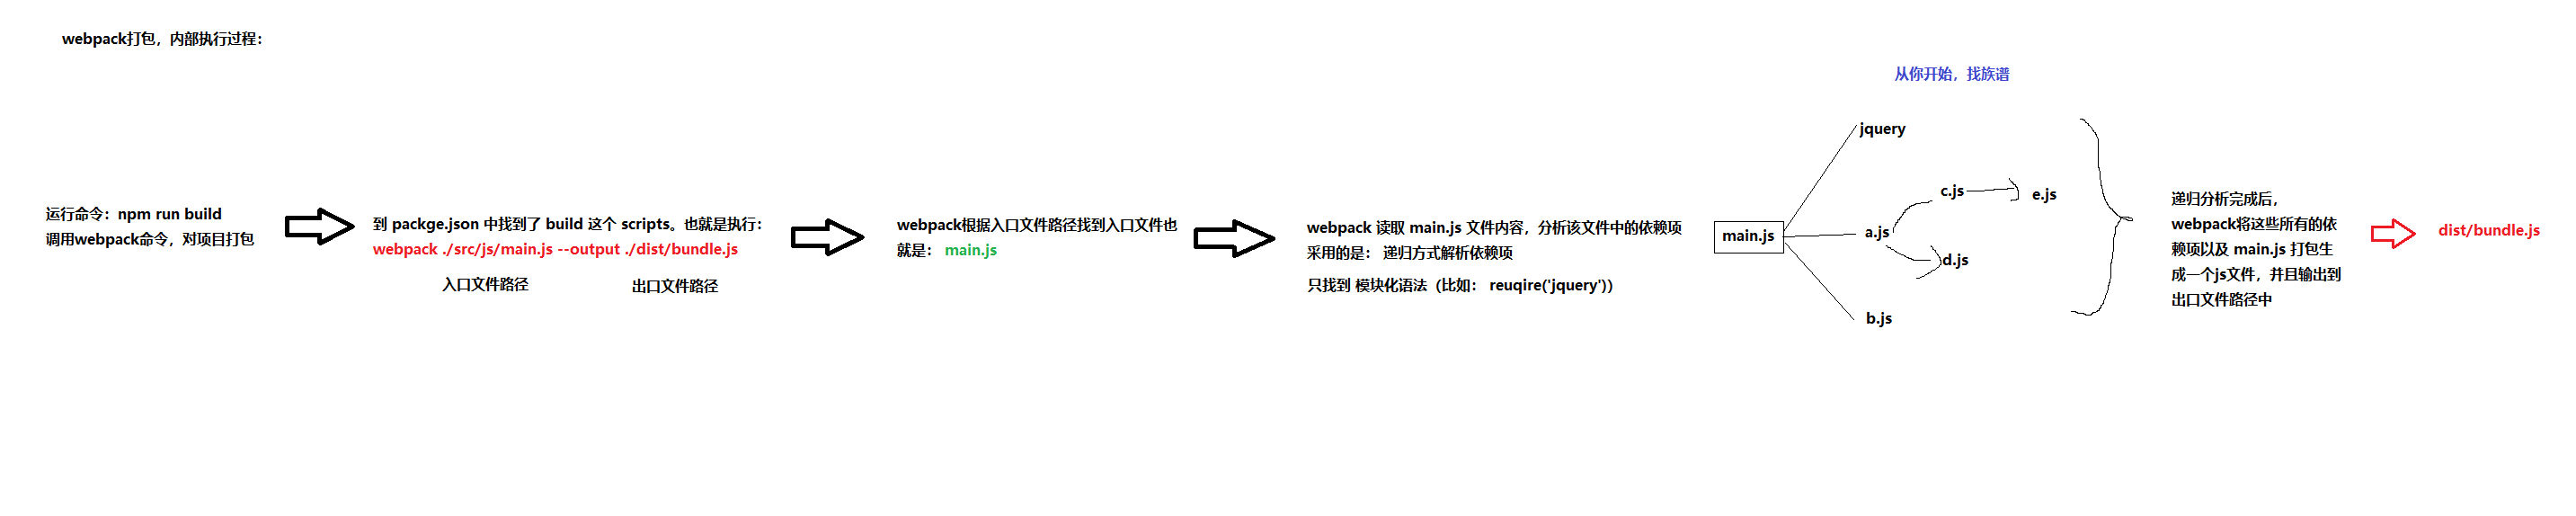 webpack打包，内部执行过程：
运行命令：npm run build
调用webpack命令，对项目打包
到 packge.json 中找到了 build 这个 scripts。也就是执行：
webpack ./src/js/main.js --output ./dist/bundle.js
入口文件路径
出口文件路径
webpack根据入口文件路径找到入口文件也
就是： main.js
webpack 读取 main.js 文件内容，分析该文件中的依赖项
采用的是： 递归方式解析依赖项
只找到 模块化语法（比如： reuqire('jquery')）
从你开始，找族谱
main.js
jquery
a.js
b.js
c.js
d.js
e.js
递归分析完成后，
webpack将这些所有的依
赖项以及 main.js 打包生
成一个js文件，并且输出到
出口文件路径中
dist/bundle.js